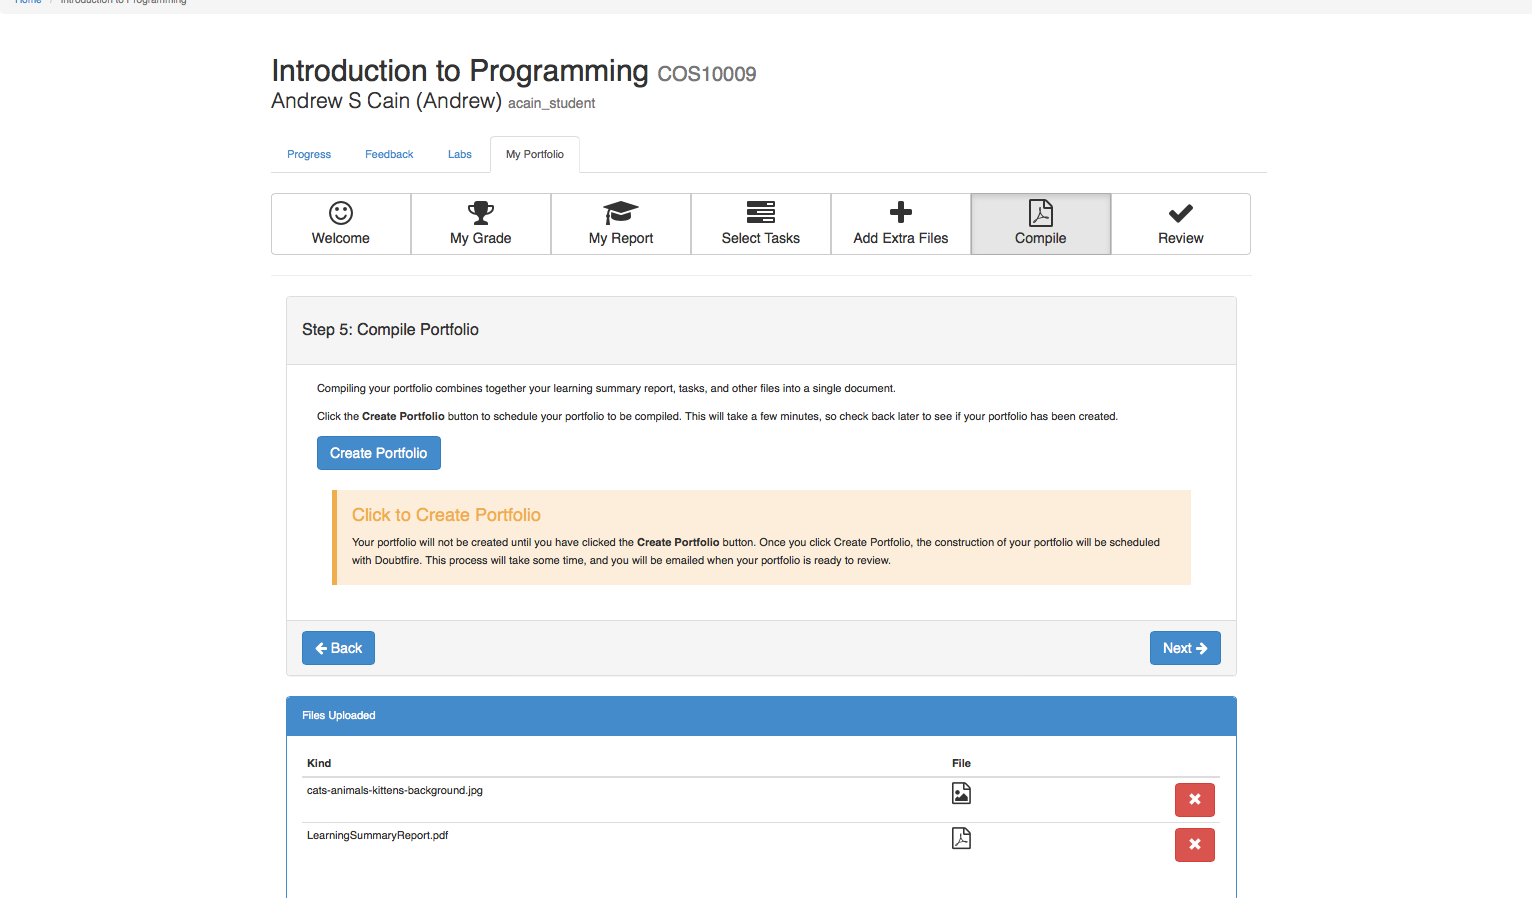 Home / Introduction to Programming
Introduction to Programming COS10009
Andrew S Cain (Andrew) acain_student
Progress Feedback Labs My Portfolio
Welcome My Grade My Report Select Tasks Add Extra Files Compile Review
Step 5: Compile Portfolio
Compiling your portfolio combines together your learning summary report, tasks, and other files into a single document.
Click the Create Portfolio button to schedule your portfolio to be compiled. This will take a few minutes, so check back later to see if your portfolio has been created.
Create Portfolio
Click to Create Portfolio
Your portfolio will not be created until you have clicked the Create Portfolio button. Once you click Create Portfolio, the construction of your portfolio will be scheduled
with Doubtfire. This process will take some time, and you will be emailed when your portfolio is ready to review.
Back Next
Files Uploaded
Kind File
cats-animals-kittens-background.jpg
LearningSummaryReport.pdf